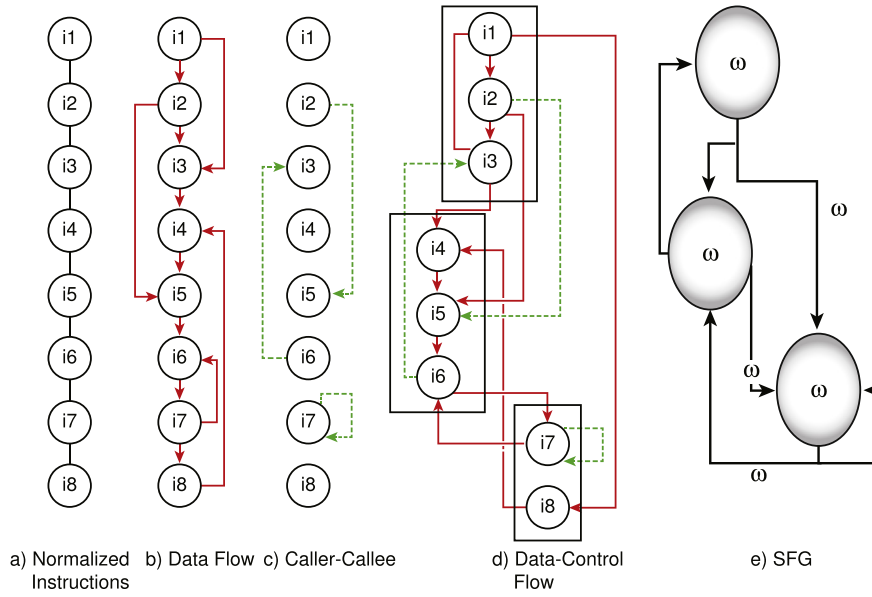 i1
i2
i3
i4
i5
i6
i7
i8
i1
i2
i3
i4
i5
i6
i7
i8
i1
i2
i3
i4
i5
i6
i7
i8
i1
i2
i3
i4
i5
i6
i7
i8
ω
ω
ω
ω
ω
ω
a) Normalized
Instructions
b) Data Flow
c) Caller-Callee
d) Data-Control
Flow
e) SFG